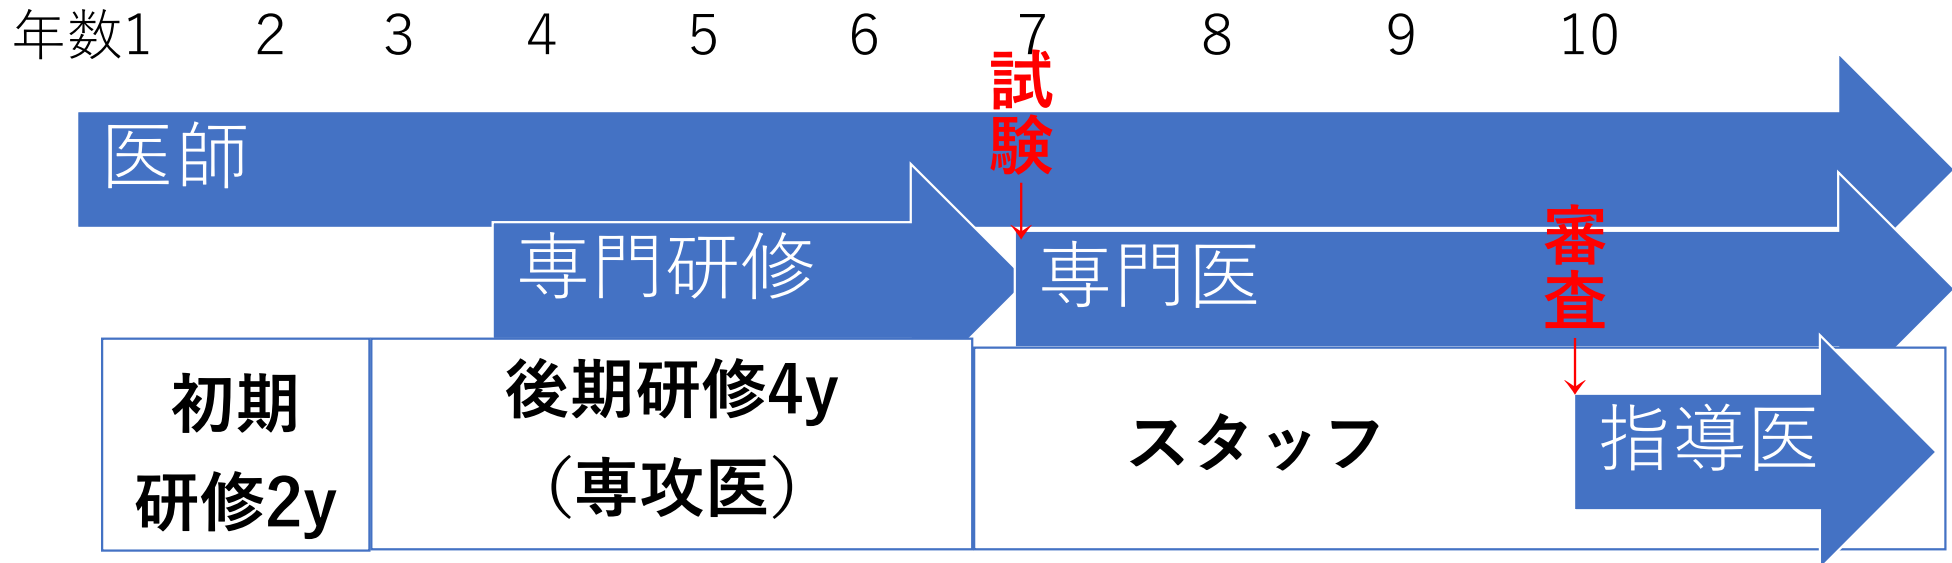 年数1 2 3 4 5 6 7 8 9 10
試験
医師
審査
専門研修
専門医
初期
研修2y
後期研修4y
（専攻医）
スタッフ
指導医